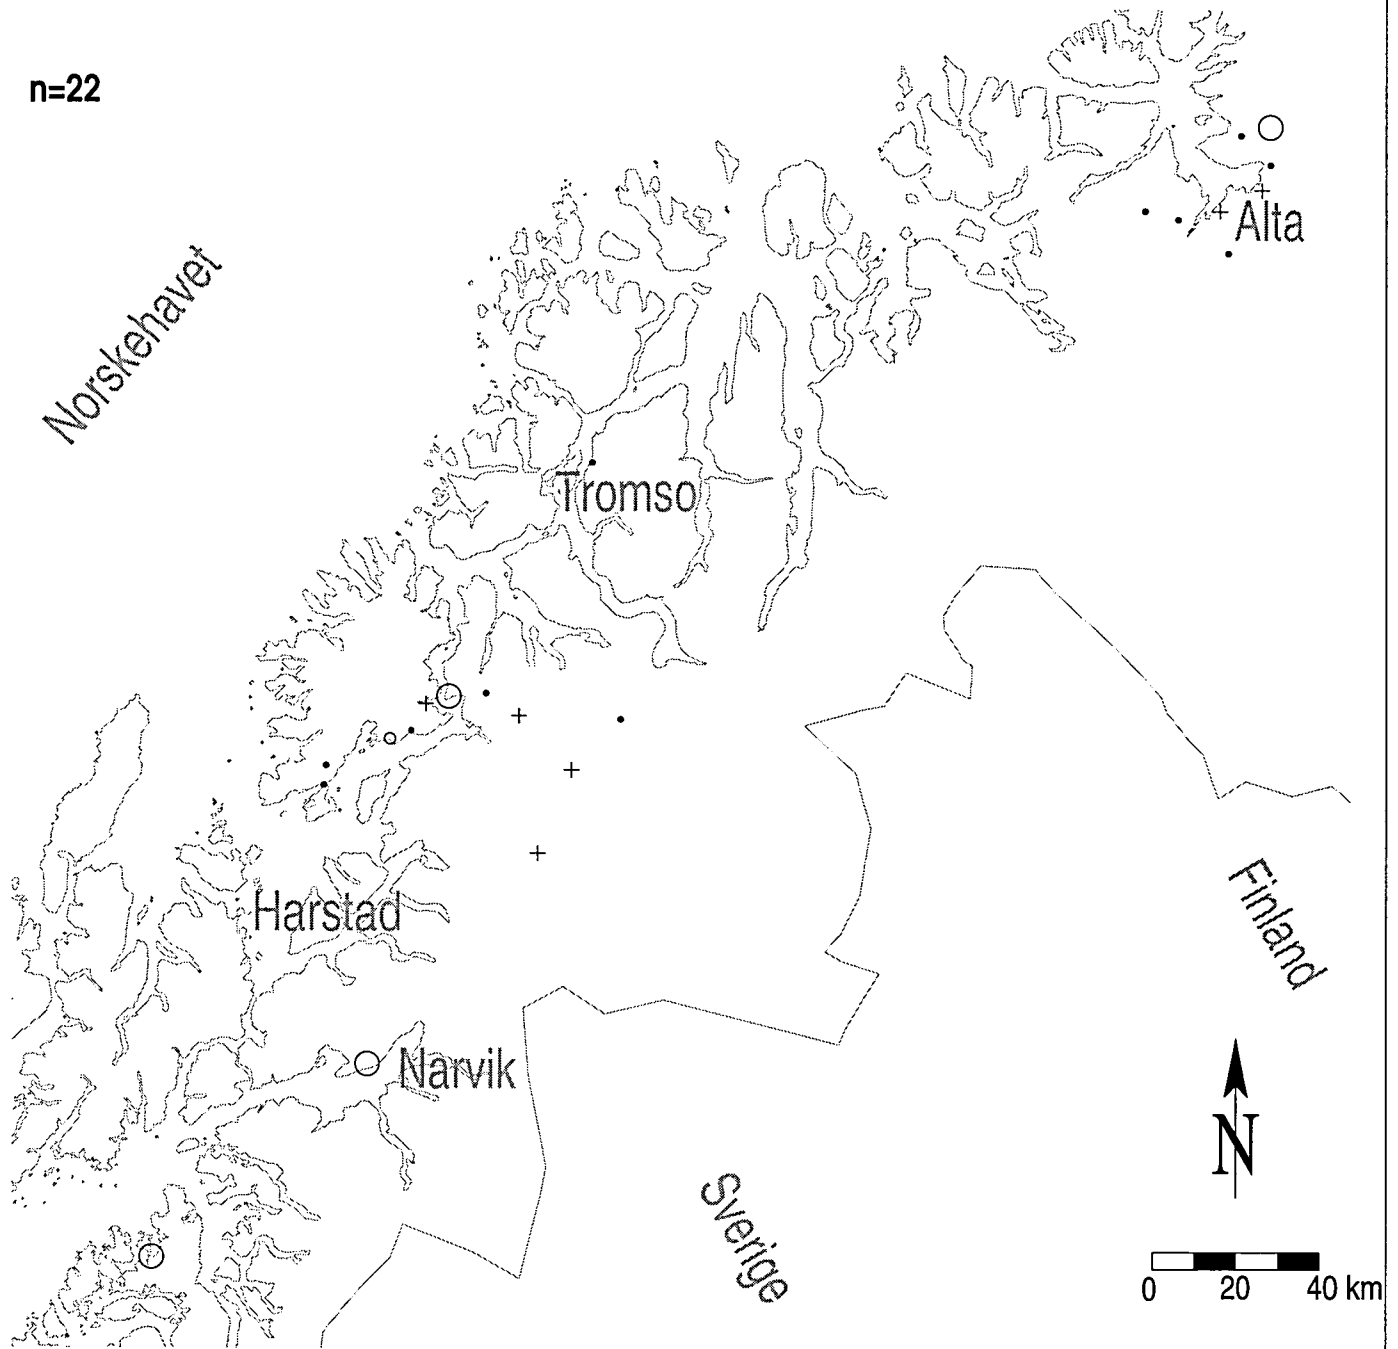 n=22
Alta
Norskehavet
Tromso
Finland
Harstad
Narvik
N
Sverige
0 20 40 km